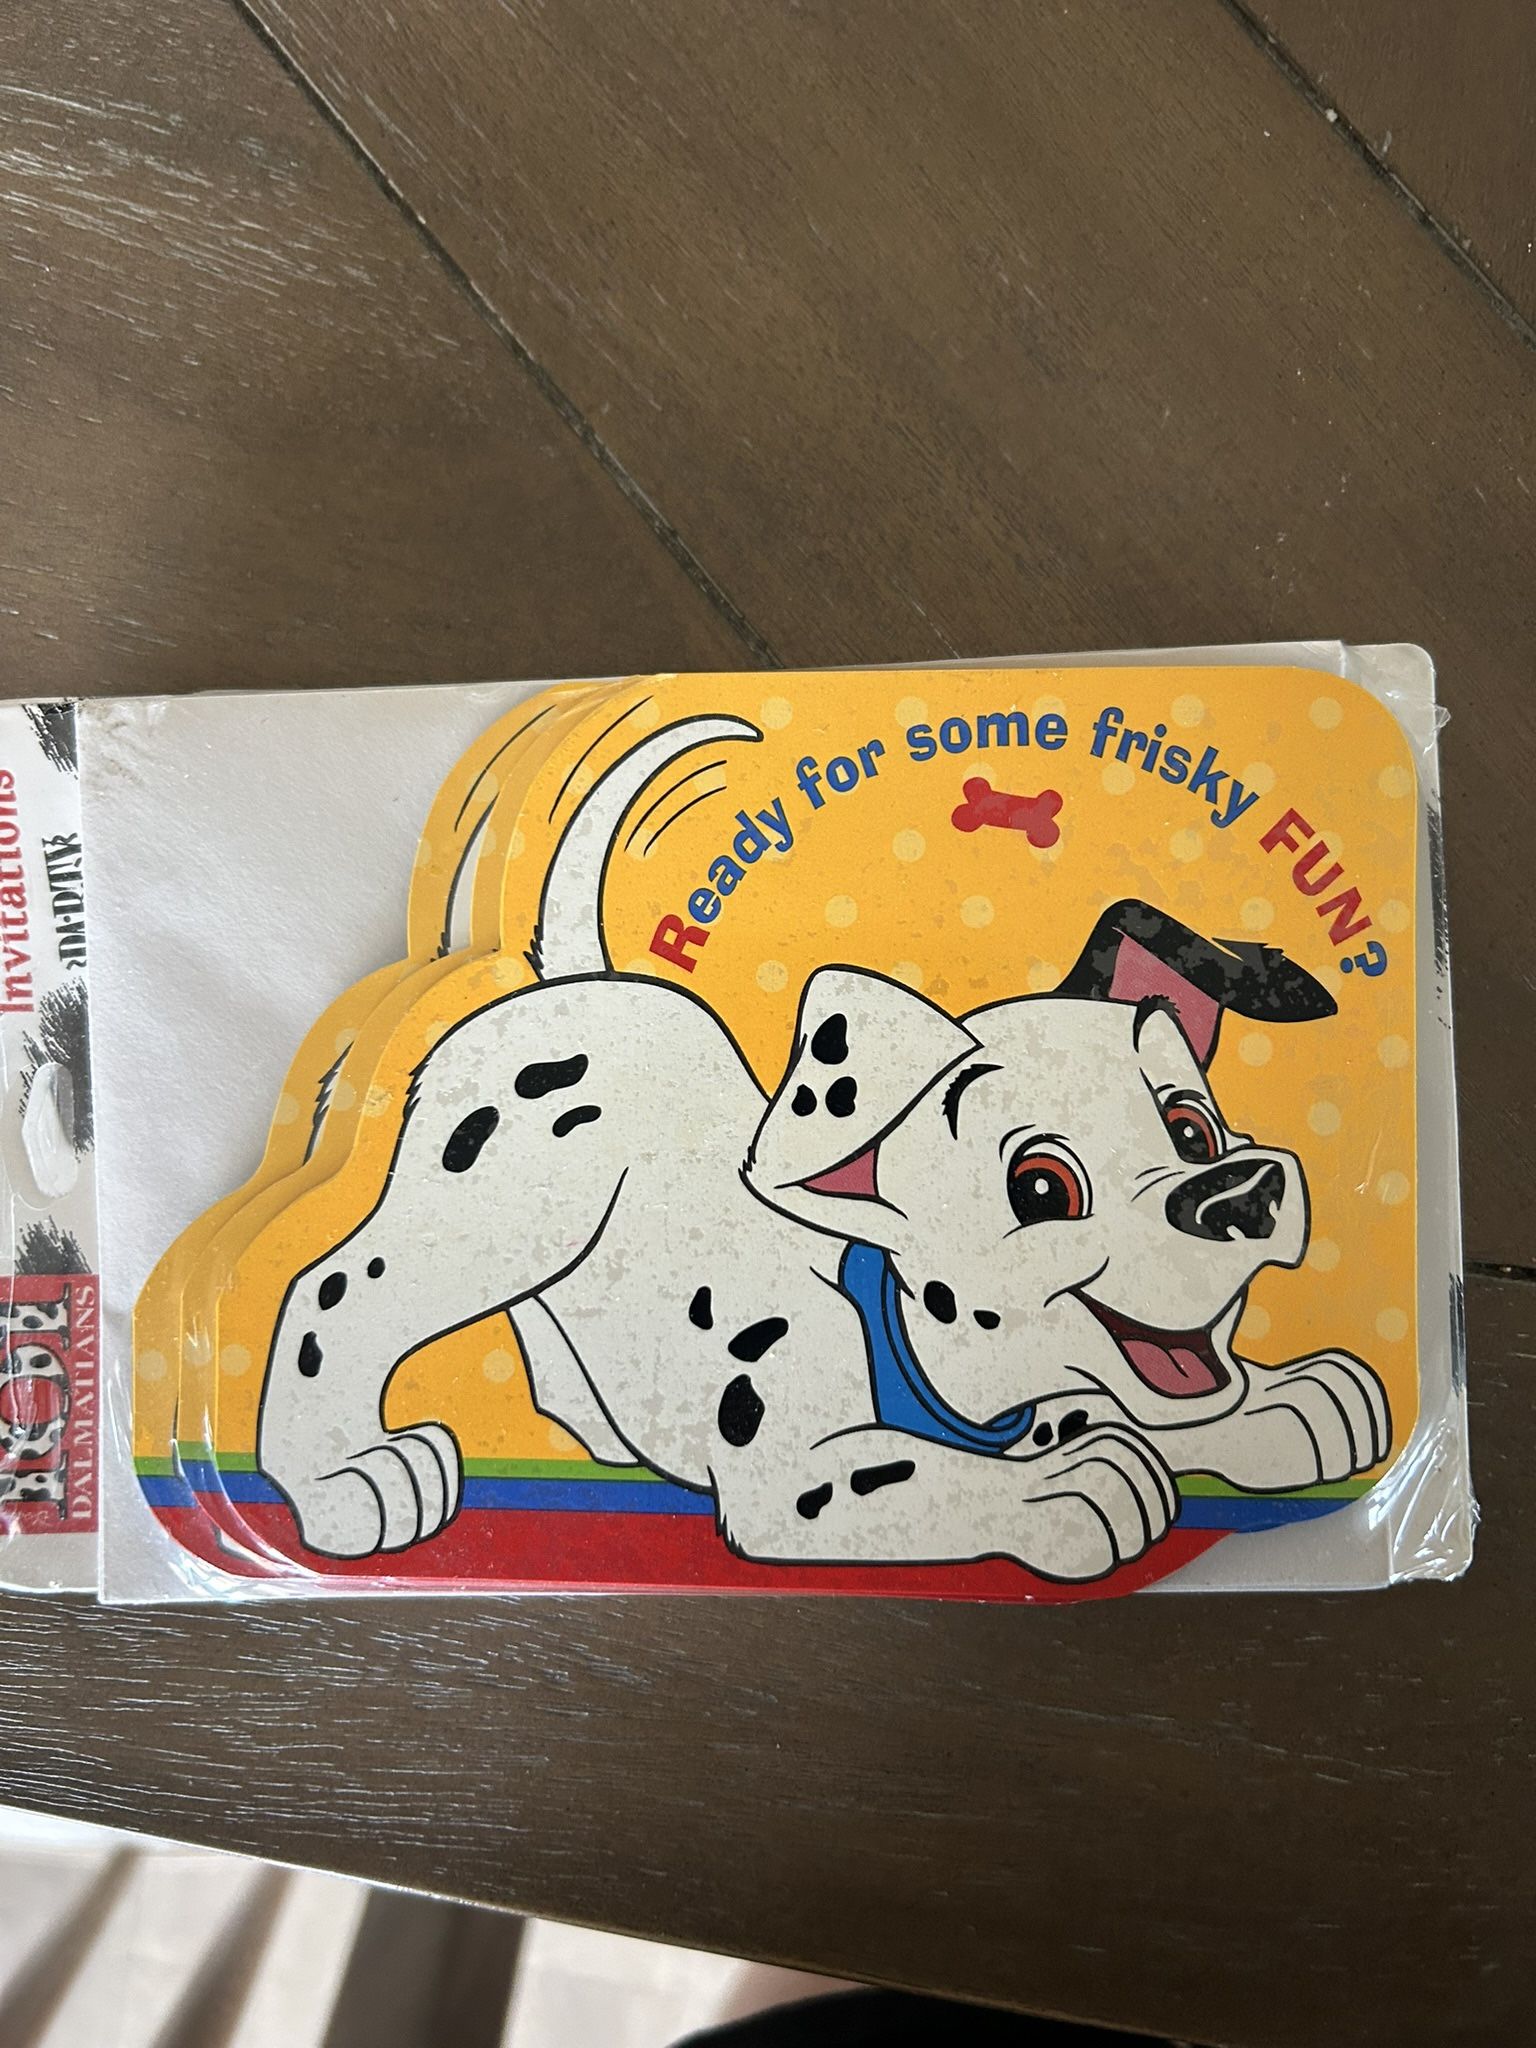 Ready for some frisky FUN?
Invitations
101
DALMATIANS